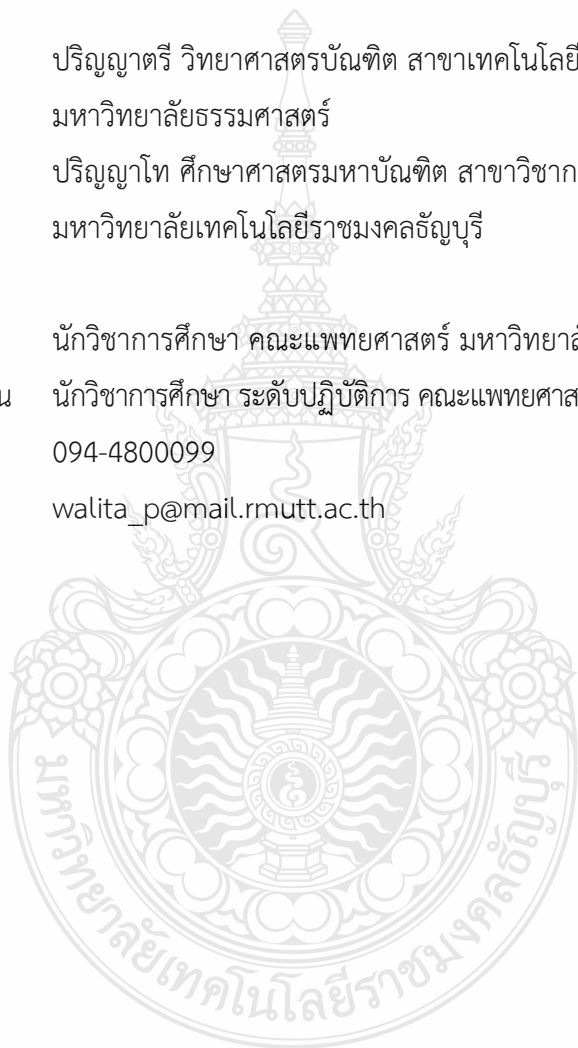 ปริญญาตรี วิทยาศาสตรบัณฑิต สาขาเทคโนโลยี
มหาวิทยาลัยธรรมศาสตร์
ปริญญาโท ศึกษาศาสตรมหาบัณฑิต สาขาวิชาก
มหาวิทยาลัยเทคโนโลยีราชมงคลธัญบุรี
นักวิชาการศึกษา คณะแพทยศาสตร์ มหาวิทยาลั
น นักวิชาการศึกษา ระดับปฏิบัติการ คณะแพทยศาส
094-4800099
walita_p@mail.rmutt.ac.th
มหาวิทยาลัยเทคโนโลยีราชมงคลธัญบุรี